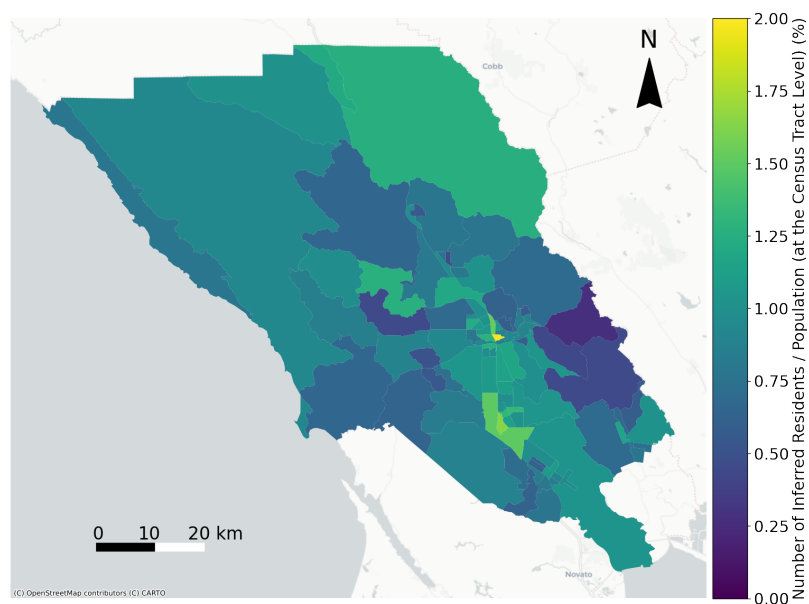 N
Cobb
0 10 20 km
(C) OpenStreetMap contributors (C) CARTO
Novato
2.00
1.75
1.50
1.25
1.00
0.75
0.50
0.25
0.00
Number of Inferred Residents / Population (at the Census Tract Level) (%)